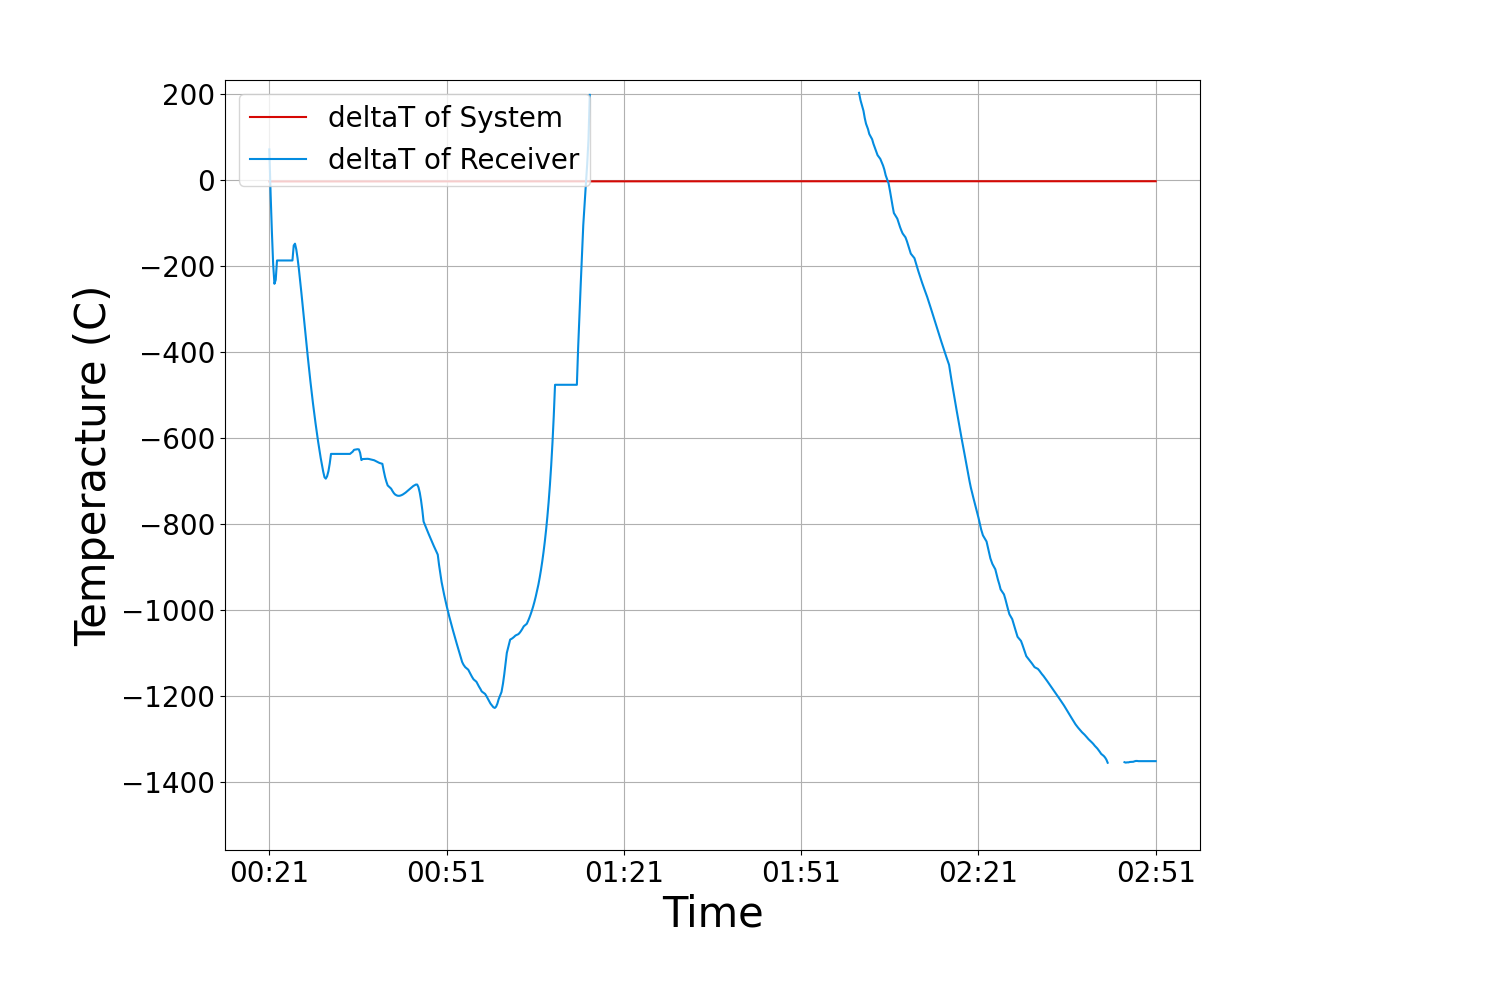 deltaT of System
deltaT of Receiver
200
0
−200
−400
−600
−800
−1000
−1200
−1400
Temperacture (C)
00:21 00:51 01:21 01:51 02:21 02:51
Time